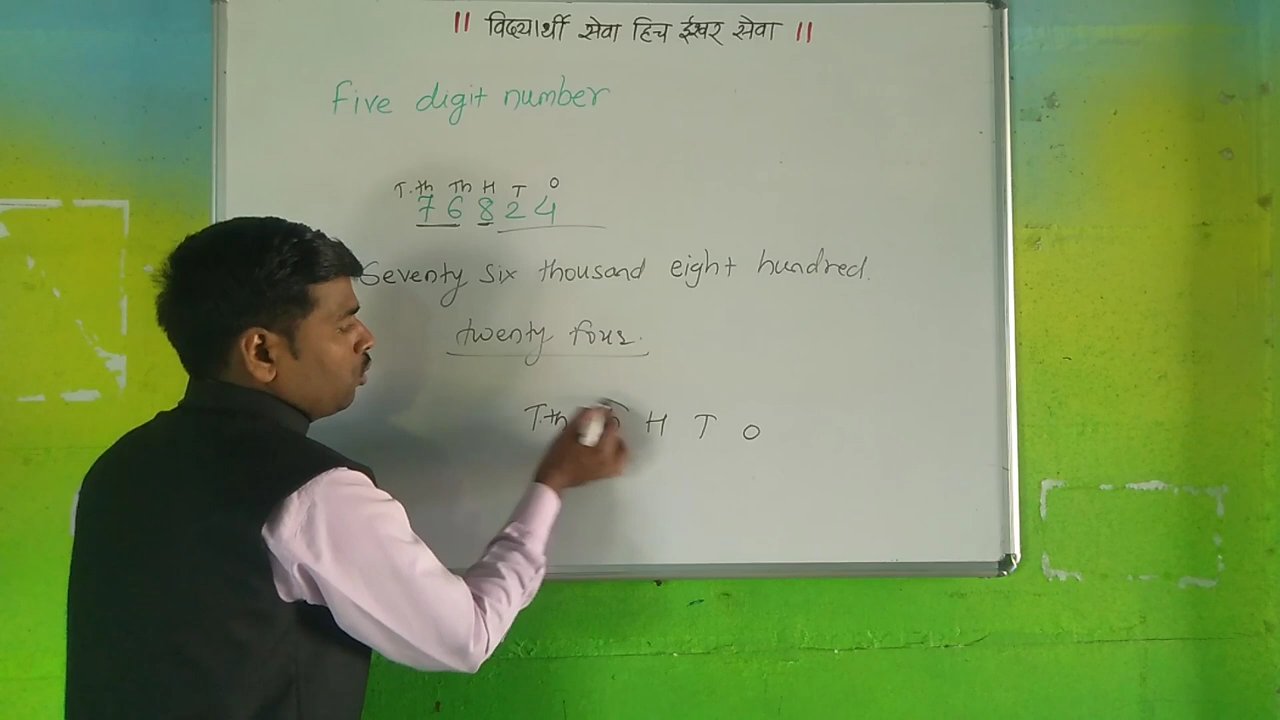 || विद्यार्थी सेवा हिच ईश्वर सेवा ||
Five digit number
T.th Th H T O
7 6 8 2 4
Seventy six thousand eight hundred.
twenty four.
T.th H T O